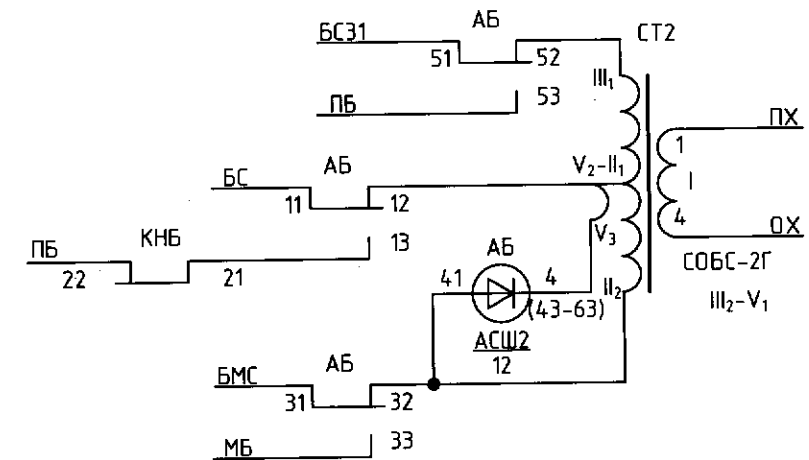 АБ
СТ2
БСЗ1
51
52
III₁
53
ПБ
ПХ
1
V₂-II₁
АБ
БС
I
11
12
4
13
V₃
ОХ
КНБ
ПБ
АБ
22
21
41
4
СОБС-2Г
II₂
(43-63)
III₂-V₁
АСШ2
12
АБ
БМС
31
32
33
МБ